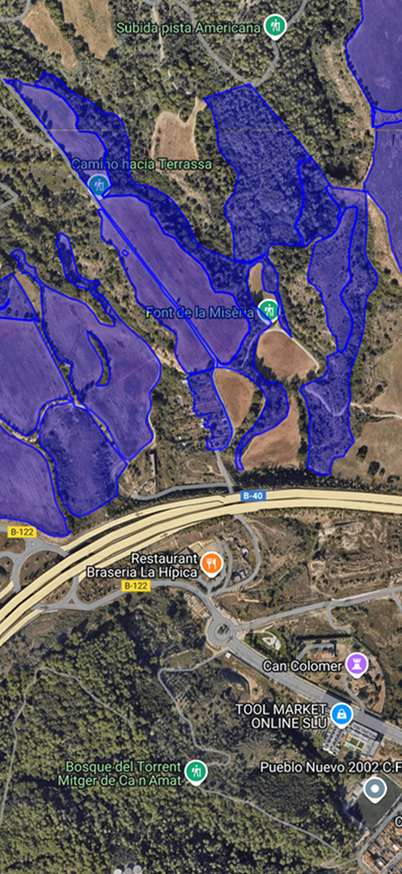 Subida pista Americana
Camino hacia Terrassa
Font de la Misèria
B-40
B-122
Restaurant
Braseria La Hípica
B-122
Can Colomer
TOOL MARKET
ONLINE SLU
Bosque del Torrent
Mitger de Ca n'Amat
Pueblo Nuevo 2002 C.F